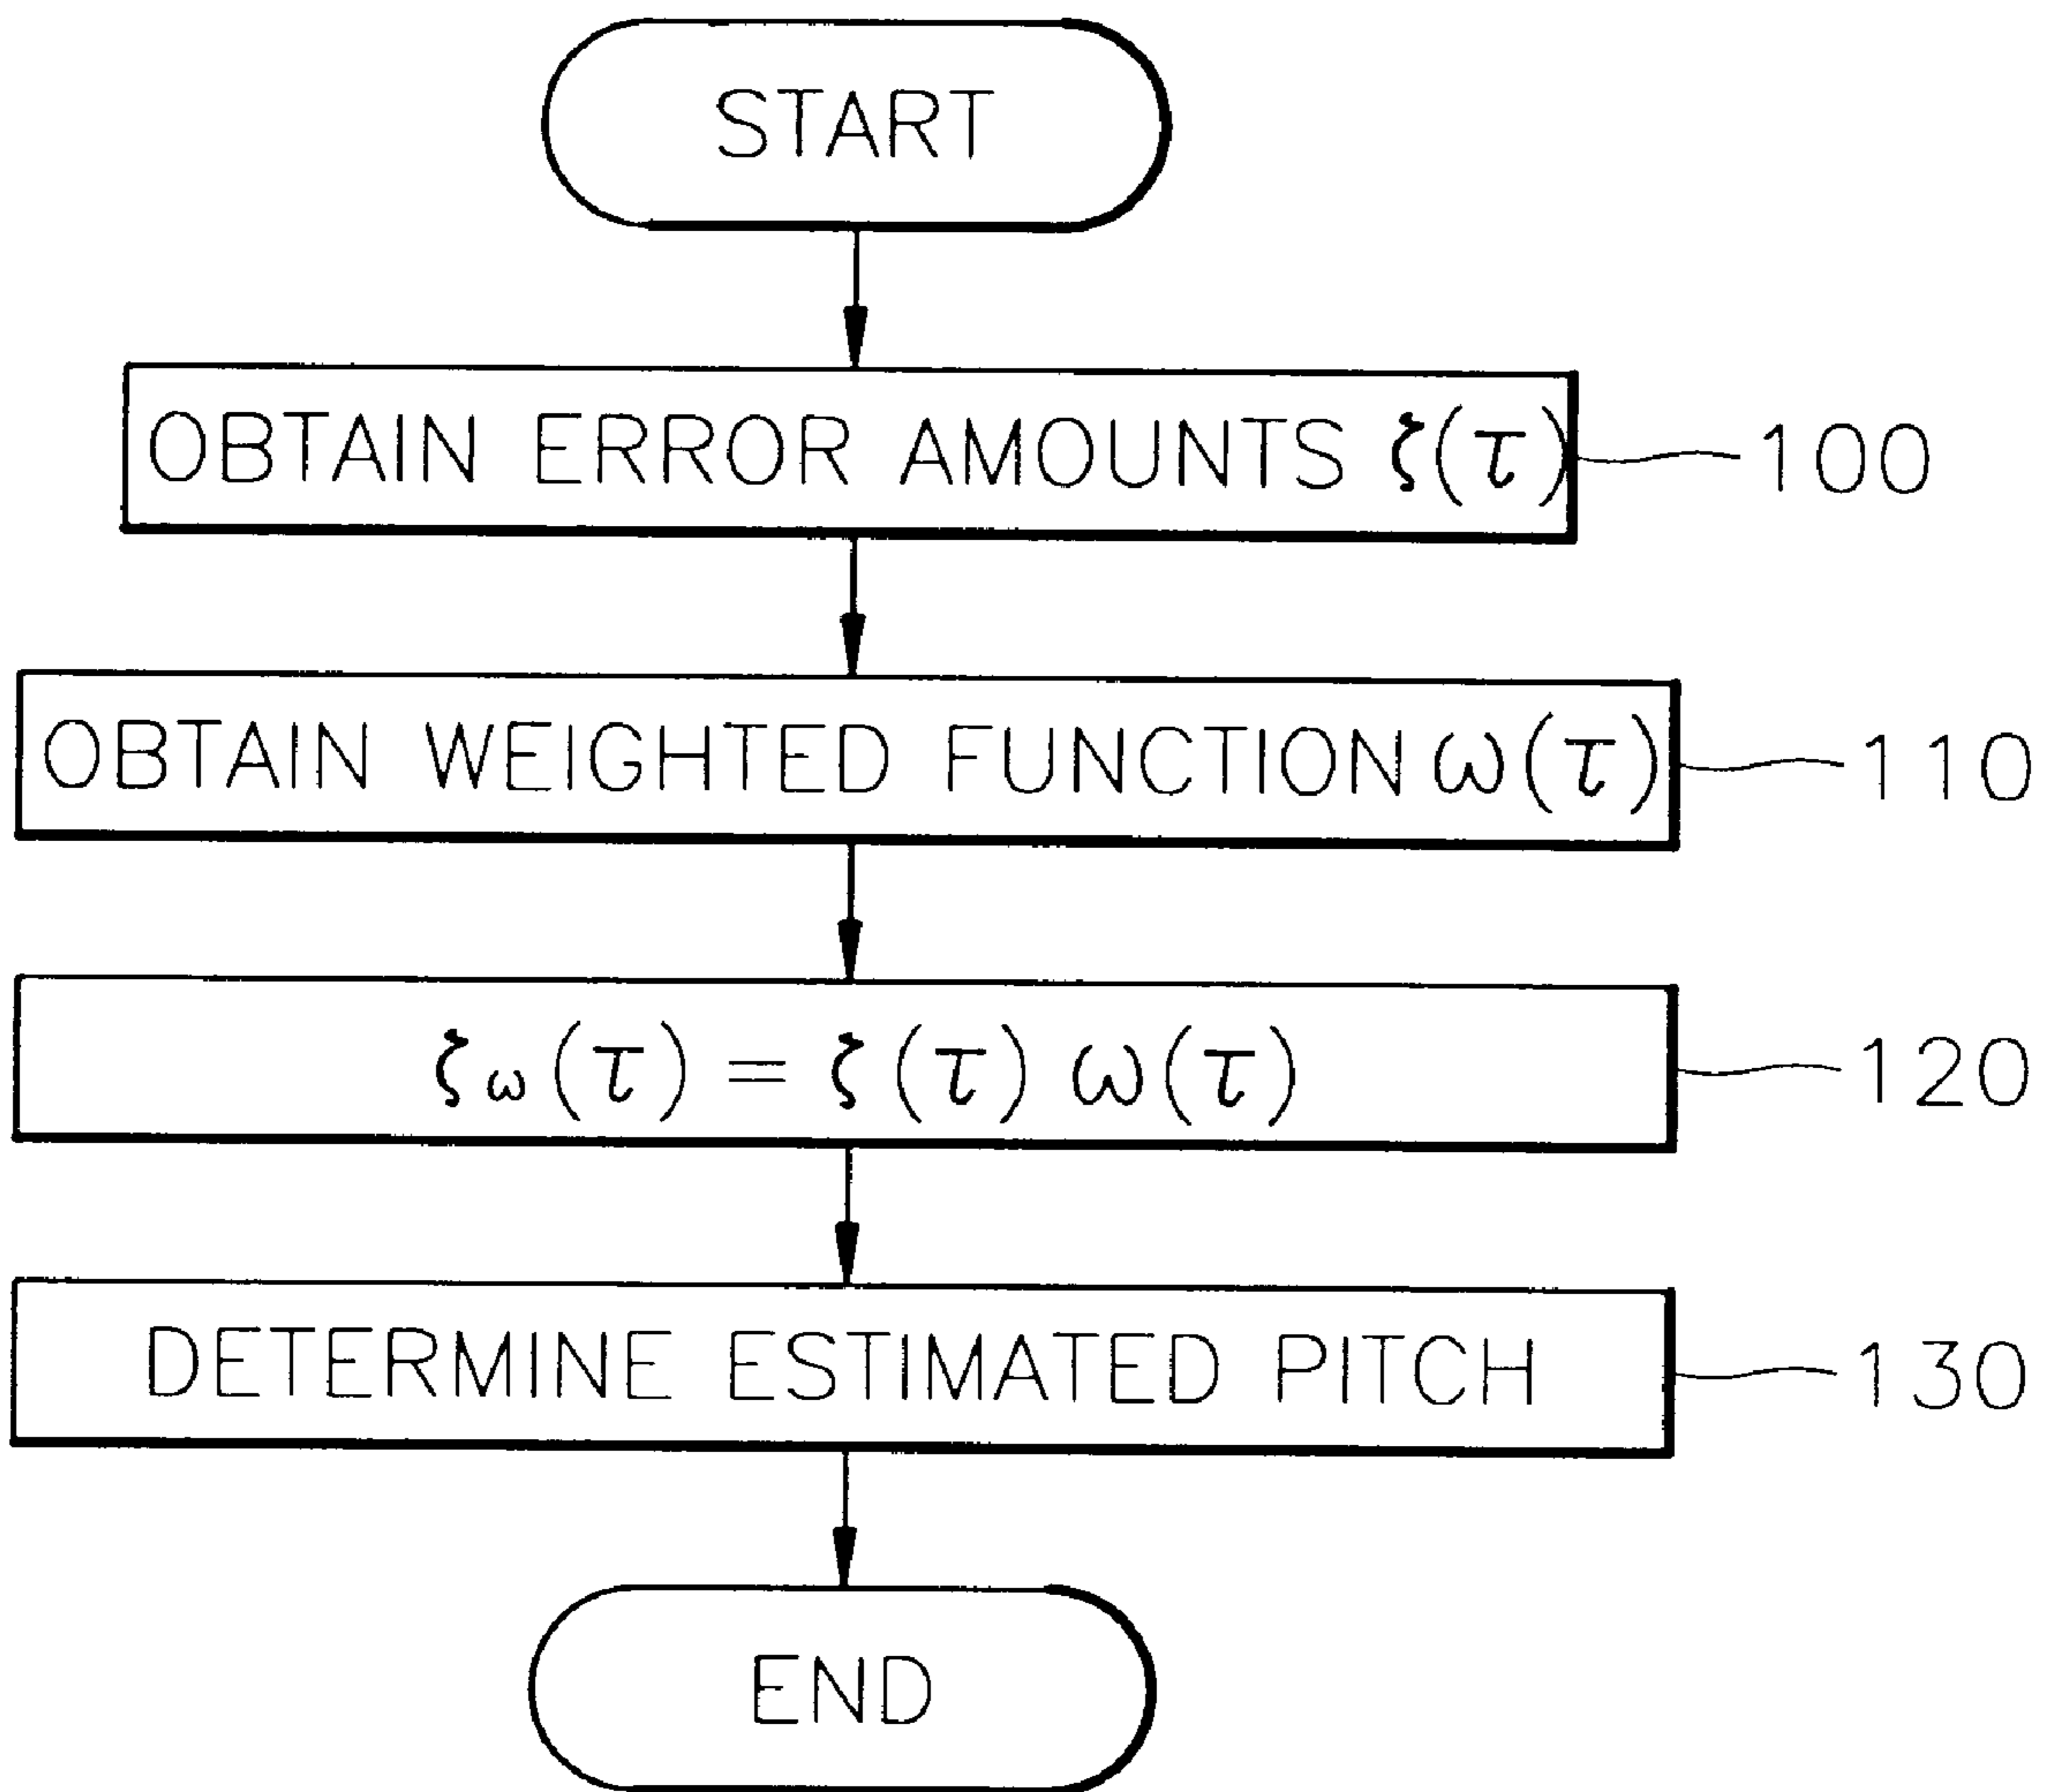 START
OBTAIN ERROR AMOUNTS ζ(τ)
100
OBTAIN WEIGHTED FUNCTION ω(τ)
110
ζω(τ) = ζ(τ) ω(τ)
120
DETERMINE ESTIMATED PITCH
130
END